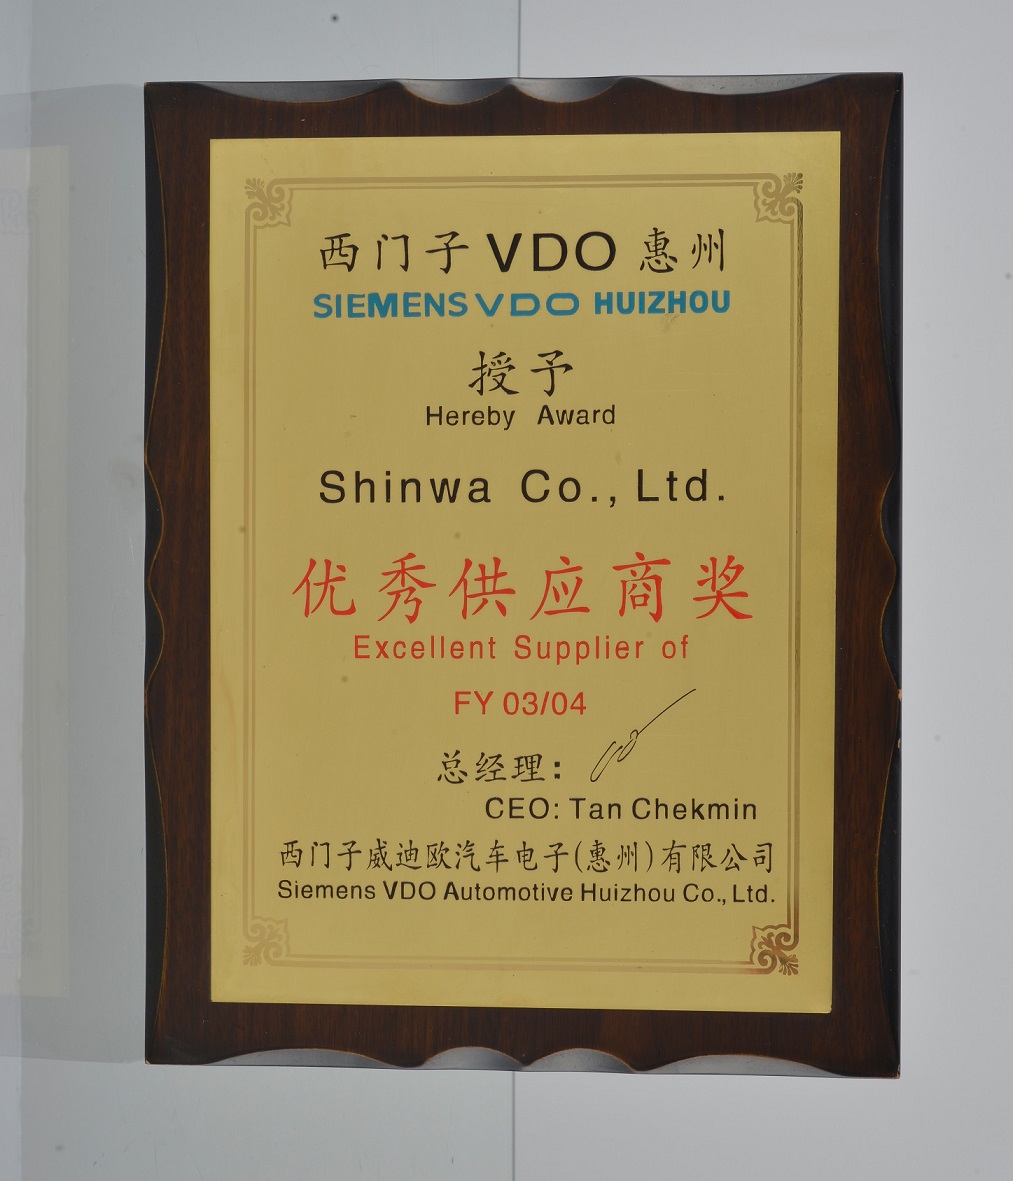 西门子 VDO 惠州
SIEMENS VDO HUIZHOU
授予
Hereby Award
Shinwa Co., Ltd.
优秀供应商奖
Excellent Supplier of
FY 03/04
总经理：
CEO: Tan Chekmin
西门子威迪欧汽车电子(惠州)有限公司
Siemens VDO Automotive Huizhou Co., Ltd.